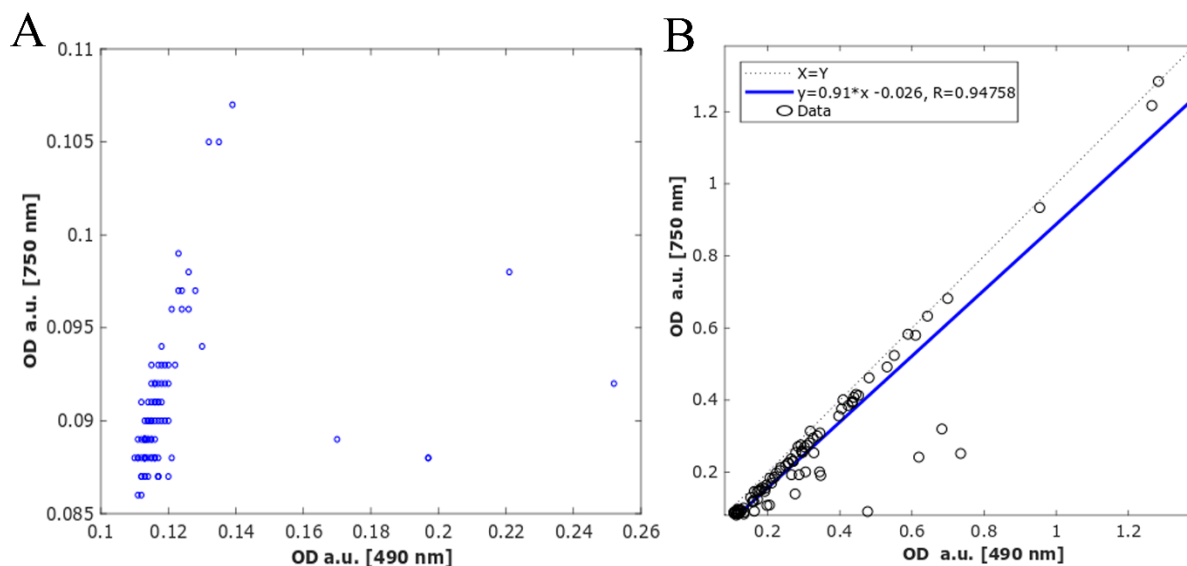 A
0.11
0.105
0.1
0.095
0.09
0.085
OD a.u. [750 nm]
0.1 0.12 0.14 0.16 0.18 0.2 0.22 0.24 0.26
OD a.u. [490 nm]
B
X=Y
y=0.91*x -0.026, R=0.94758
Data
1.2
1
0.8
0.6
0.4
0.2
OD a.u. [750 nm]
0.2 0.4 0.6 0.8 1 1.2
OD a.u. [490 nm]